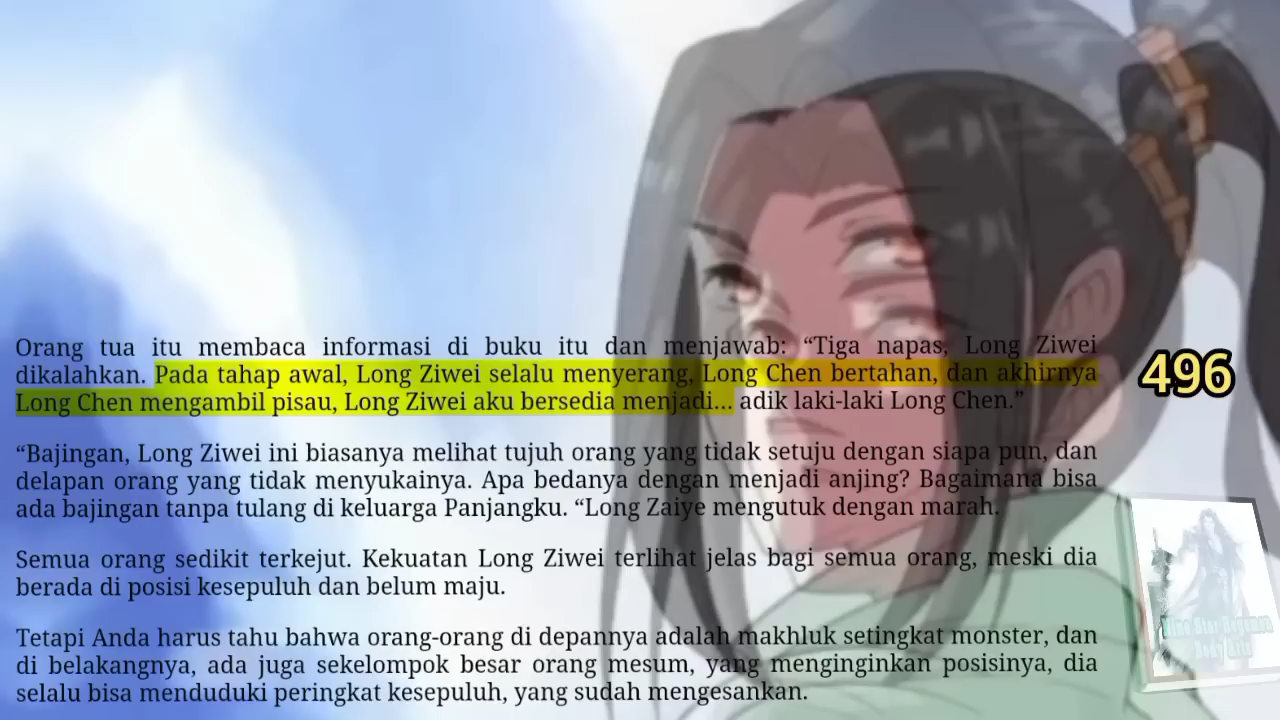 Orang tua itu membaca informasi di buku itu dan menjawab: “Tiga napas, Long Ziwei
dikalahkan. Pada tahap awal, Long Ziwei selalu menyerang, Long Chen bertahan, dan akhirnya
Long Chen mengambil pisau, Long Ziwei aku bersedia menjadi... adik laki-laki Long Chen.”
496
“Bajingan, Long Ziwei ini biasanya melihat tujuh orang yang tidak setuju dengan siapa pun, dan
delapan orang yang tidak menyukainya. Apa bedanya dengan menjadi anjing? Bagaimana bisa
ada bajingan tanpa tulang di keluarga Panjangku. “Long Zaiye mengutuk dengan marah.
Semua orang sedikit terkejut. Kekuatan Long Ziwei terlihat jelas bagi semua orang, meski dia
berada di posisi kesepuluh dan belum maju.
Tetapi Anda harus tahu bahwa orang-orang di depannya adalah makhluk setingkat monster, dan
di belakangnya, ada juga sekelompok besar orang mesum, yang menginginkan posisinya, dia
selalu bisa menduduki peringkat kesepuluh, yang sudah mengesankan.
Nine Star Hegemon
Body Arts